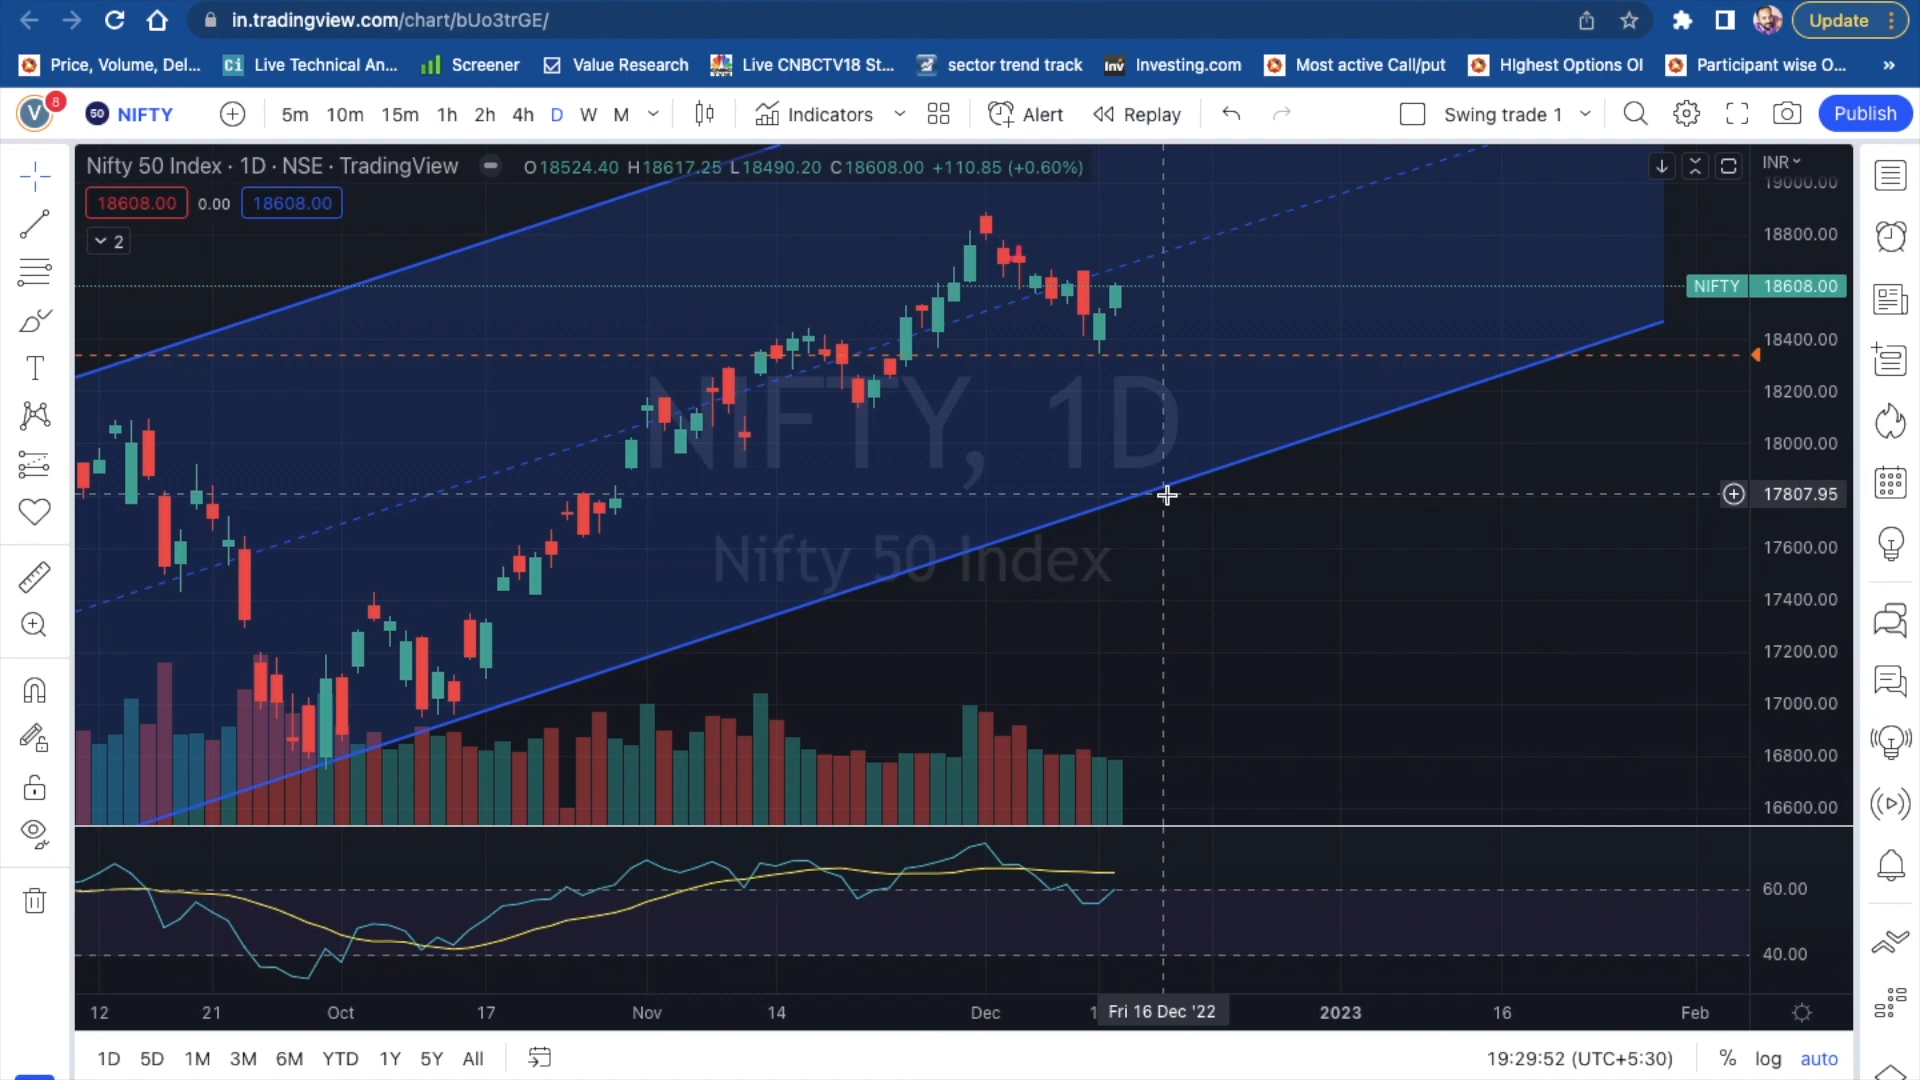 in.tradingview.com/chart/bUo3trGE/
Update
Price, Volume, Del...
Ci Live Technical An...
Screener
Value Research
Live CNBCTV18 St...
sector trend track
Inv Investing.com
Most active Call/put
HIghest Options OI
Participant wise O...
»
V 8
50 NIFTY
5m 10m 15m 1h 2h 4h D W M
Indicators
Alert
Replay
Swing trade 1
Publish
Nifty 50 Index · 1D · NSE · TradingView
O18524.40 H18617.25 L18490.20 C18608.00 +110.85 (+0.60%)
INR
18608.00 0.00 18608.00
2
19000.00
18800.00
NIFTY 18608.00
18400.00
18200.00
18000.00
17807.95
17600.00
17400.00
17200.00
17000.00
16800.00
16600.00
NIFTY, 1D
Nifty 50 Index
60.00
40.00
12 21 Oct 17 Nov 14 Dec 1 Fri 16 Dec '22 2023 16 Feb
1D 5D 1M 3M 6M YTD 1Y 5Y All
19:29:52 (UTC+5:30) % log auto